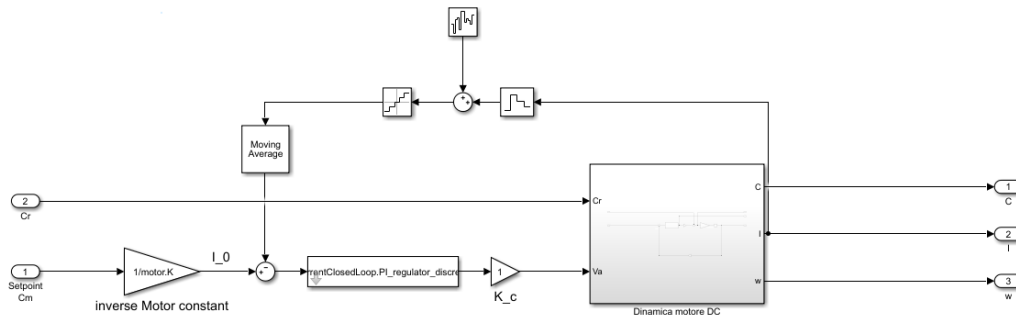 Moving
Average
2
Cr
1
Setpoint
Cm
1/motor.K
inverse Motor constant
I_0
+
-
+
+
rrentClosedLoop.PI_regulator_discre
1
K_c
Cr
Va
C
I
w
Dinamica motore DC
1
C
2
I
3
w